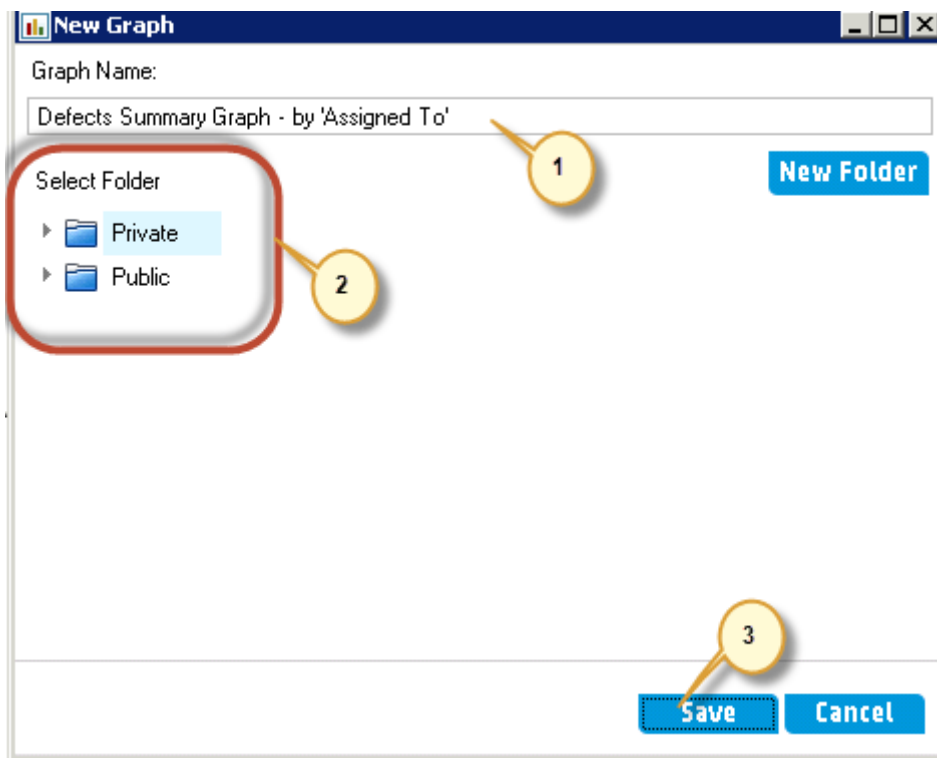 New Graph
Graph Name:
Defects Summary Graph - by 'Assigned To'
1
New Folder
Select Folder
Private
Public
2
3
Save
Cancel